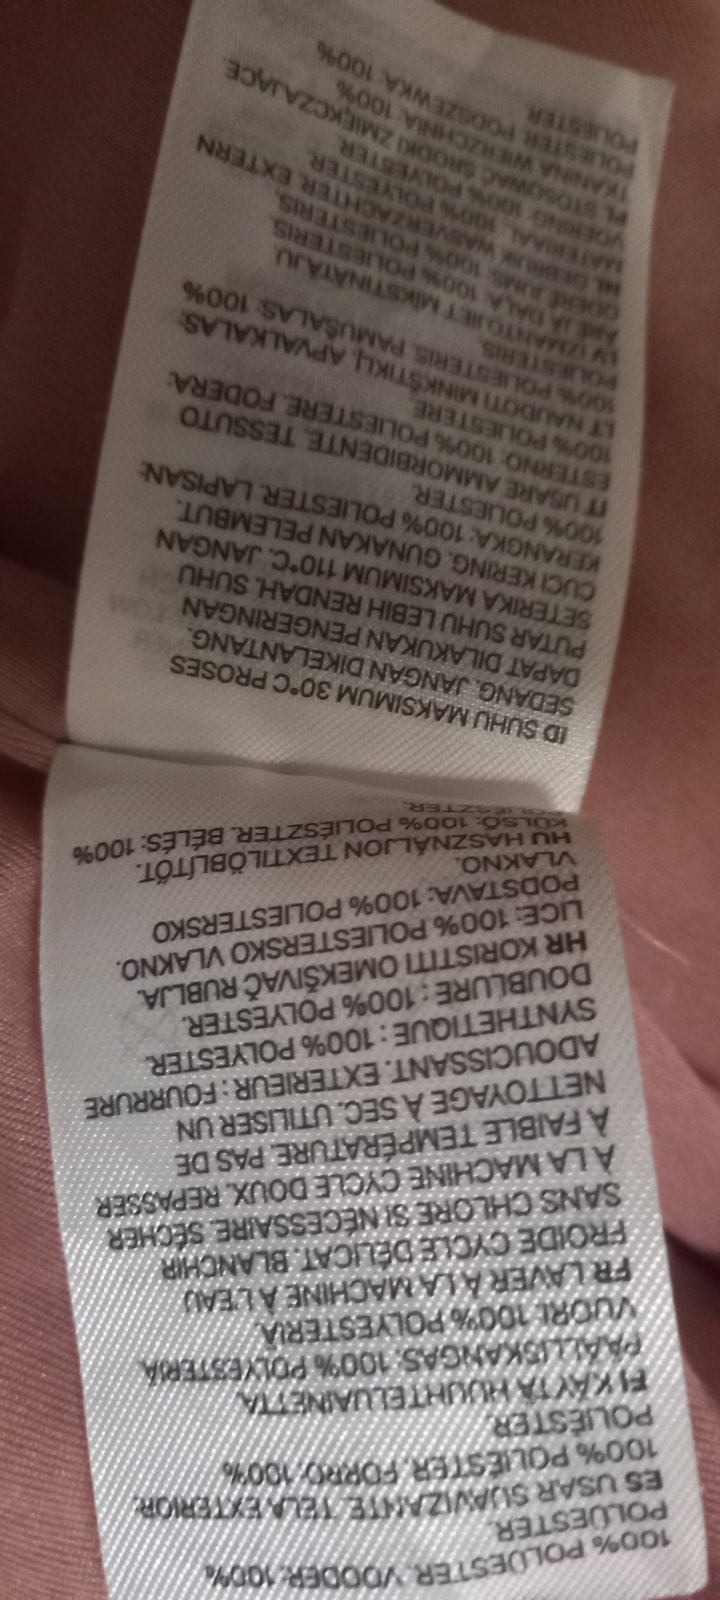 100% POLÜESTER. VOODER: 100%
POLÜESTER.
ES USAR SUAVIZANTE. TELA EXTERIOR:
100% POLIÉSTER. FORRO: 100%
POLIÉSTER.
FI KÄYTÄ HUUHTELUAINETTA.
PÄÄLLISKANGAS: 100% POLYESTERIÄ.
VUORI: 100% POLYESTERIÄ.
FR LAVER À LA MACHINE À L'EAU
FROIDE CYCLE DÉLICAT. BLANCHIR
SANS CHLORE SI NÉCESSAIRE. SÉCHER
À LA MACHINE CYCLE DOUX. REPASSER
À FAIBLE TEMPÉRATURE. PAS DE
NETTOYAGE À SEC. UTILISER UN
ADOUCISSANT. EXTERIEUR : FOURRURE
SYNTHETIQUE : 100% POLYESTER.
DOUBLURE : 100% POLYESTER.
HR KORISTITI OMEKŠIVAČ RUBLJA.
LICE: 100% POLIESTERSKO VLAKNO.
PODSTAVA: 100% POLIESTERSKO
VLAKNO.
HU HASZNÁLJON TEXTILÖBLÍTŐT.
KÜLSŐ: 100% POLIÉSZTER. BÉLÉS: 100%
POLIÉSZTER.
ID SUHU MAKSIMUM 30°C PROSES
SEDANG. JANGAN DIKELANTANG.
DAPAT DILAKUKAN PENGERINGAN
PUTAR SUHU LEBIH RENDAH. SUHU
SETERIKA MAKSIMUM 110°C. JANGAN
CUCI KERING. GUNAKAN PELEMBUT.
KERANGKA: 100% POLIESTER. LAPISAN:
100% POLIESTER.
IT USARE AMMORBIDENTE. TESSUTO
ESTERNO: 100% POLIESTERE. FODERA:
100% POLIESTERE.
LT NAUDOTI MINKŠTIKLĮ. APVALKALAS:
100% POLIESTERIS. PAMUŠALAS: 100%
POLIESTERIS.
LV IZMANTOJIET MĪKSTINĀTĀJU.
ĀRĒJĀ DAĻA: 100% POLIESTERIS.
ODERE: 100% POLIESTERIS.
NL GEBRUIK WASVERZACHTER. EXTERN
MATERIAAL: 100% POLYESTER.
VOERING: 100% POLYESTER.
PL STOSOWAĆ ŚRODKI ZMIĘKCZAJĄCE.
TKANINA WIERZCHNIA: 100%
POLIESTER. PODSZEWKA: 100%
POLIESTER.